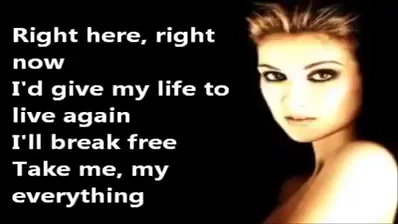 Right here, right
now
I'd give my life to
live again
I'll break free
Take me, my
everything